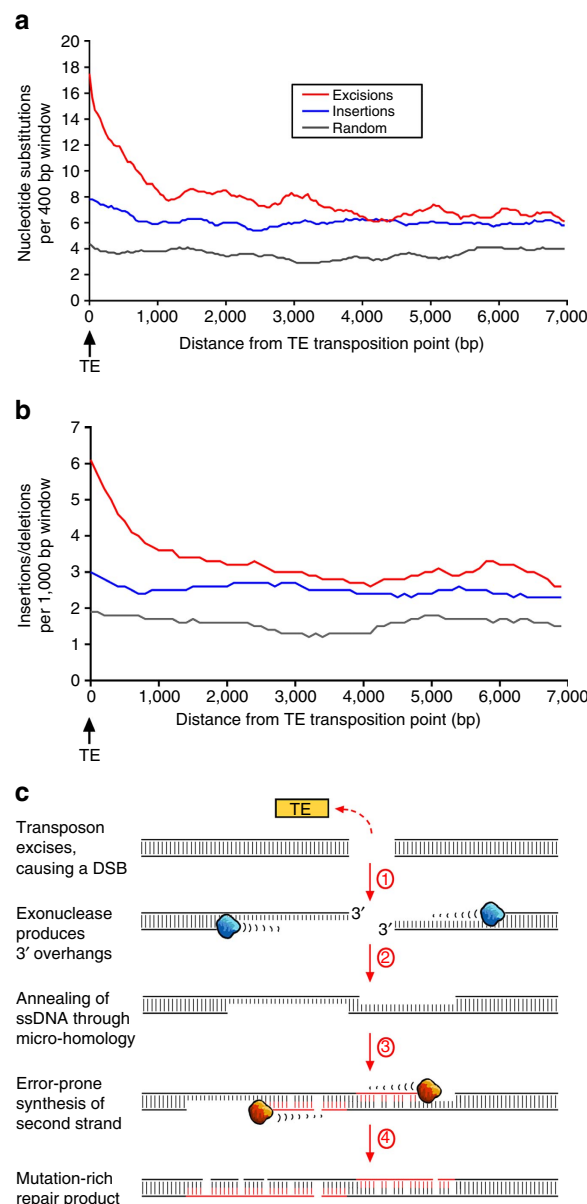 a
20
18
16
14
12
10
8
6
4
2
0
Nucleotide substitutions
per 400 bp window
Excisions
Insertions
Random
0
1,000
2,000
3,000
4,000
5,000
6,000
7,000
Distance from TE transposition point (bp)
TE
b
7
6
5
4
3
2
1
0
Insertions/deletions
per 1,000 bp window
0
1,000
2,000
3,000
4,000
5,000
6,000
7,000
Distance from TE transposition point (bp)
TE
c
TE
Transposon
excises,
causing a DSB
1
Exonuclease
produces
3′ overhangs
3′
3′
2
Annealing of
ssDNA through
micro-homology
3
Error-prone
synthesis of
second strand
4
Mutation-rich
repair product